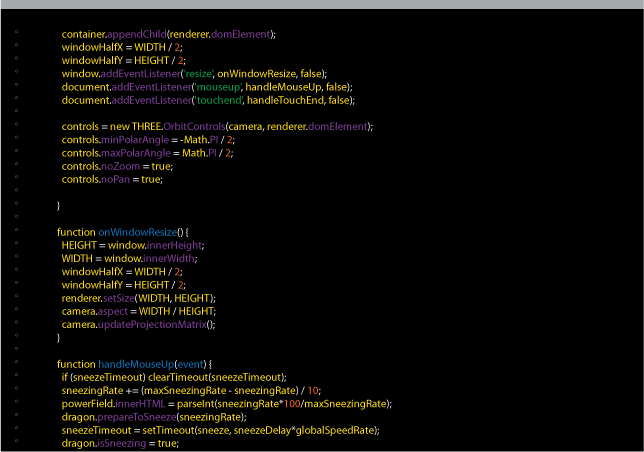 container.appendChild(renderer.domElement);
windowHalfX = WIDTH / 2;
windowHalfY = HEIGHT / 2;
window.addEventListener('resize', onWindowResize, false);
document.addEventListener('mouseup', handleMouseUp, false);
document.addEventListener('touchend', handleTouchEnd, false);
controls = new THREE.OrbitControls(camera, renderer.domElement);
controls.minPolarAngle = -Math.PI / 2;
controls.maxPolarAngle = Math.PI / 2;
controls.noZoom = true;
controls.noPan = true;
}
function onWindowResize() {
HEIGHT = window.innerHeight;
WIDTH = window.innerWidth;
windowHalfX = WIDTH / 2;
windowHalfY = HEIGHT / 2;
renderer.setSize(WIDTH, HEIGHT);
camera.aspect = WIDTH / HEIGHT;
camera.updateProjectionMatrix();
}
function handleMouseUp(event) {
if (sneezeTimeout) clearTimeout(sneezeTimeout);
sneezingRate += (maxSneezingRate - sneezingRate) / 10;
powerField.innerHTML = parseInt(sneezingRate*100/maxSneezingRate);
dragon.prepareToSneeze(sneezingRate);
sneezeTimeout = setTimeout(sneeze, sneezeDelay*globalSpeedRate);
dragon.isSneezing = true;